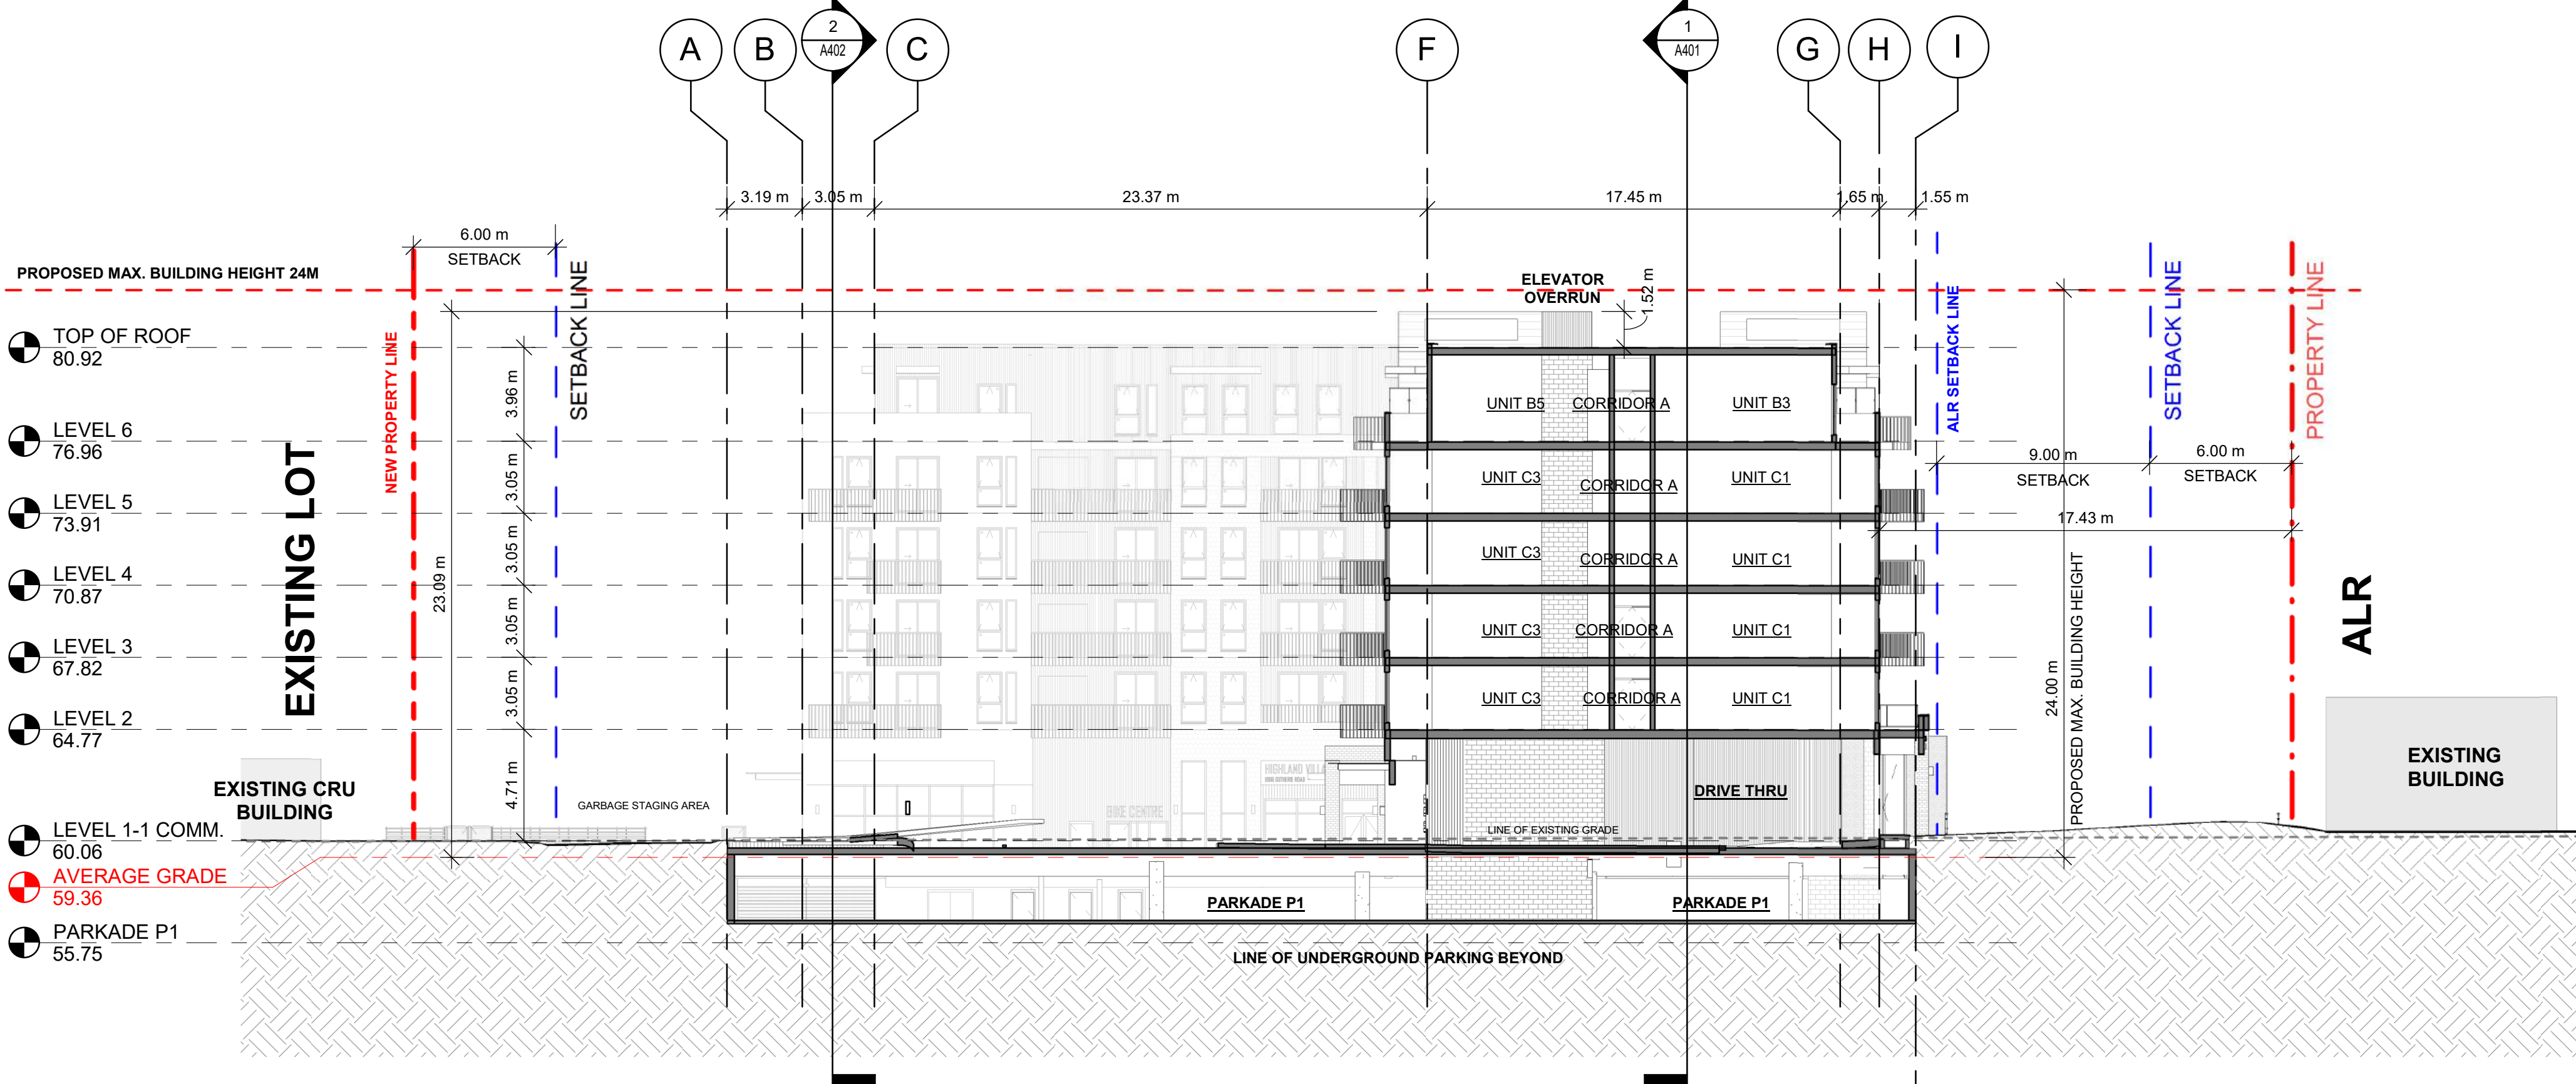 A
B
2
A402
C
F
1
A401
G
H
I
3.19 m
3.05 m
23.37 m
17.45 m
1.65 m
1.55 m
6.00 m
SETBACK
PROPOSED MAX. BUILDING HEIGHT 24M
ELEVATOR
OVERRUN
1.52 m
SETBACK LINE
NEW PROPERTY LINE
ALR SETBACK LINE
SETBACK LINE
PROPERTY LINE
TOP OF ROOF
80.92
3.96 m
UNIT B5
CORRIDOR A
UNIT B3
LEVEL 6
76.96
3.05 m
UNIT C3
CORRIDOR A
UNIT C1
9.00 m
SETBACK
6.00 m
SETBACK
LEVEL 5
73.91
17.43 m
3.05 m
UNIT C3
CORRIDOR A
UNIT C1
EXISTING LOT
23.09 m
LEVEL 4
70.87
3.05 m
UNIT C3
CORRIDOR A
UNIT C1
ALR
LEVEL 3
67.82
3.05 m
UNIT C3
CORRIDOR A
UNIT C1
24.00 m
PROPOSED MAX. BUILDING HEIGHT
LEVEL 2
64.77
4.71 m
EXISTING CRU
BUILDING
GARBAGE STAGING AREA
BIKE CENTRE
HIGHLAND VILLA
DRIVE THRU
EXISTING
BUILDING
LINE OF EXISTING GRADE
LEVEL 1-1 COMM.
60.06
AVERAGE GRADE
59.36
PARKADE P1
PARKADE P1
PARKADE P1
55.75
LINE OF UNDERGROUND PARKING BEYOND